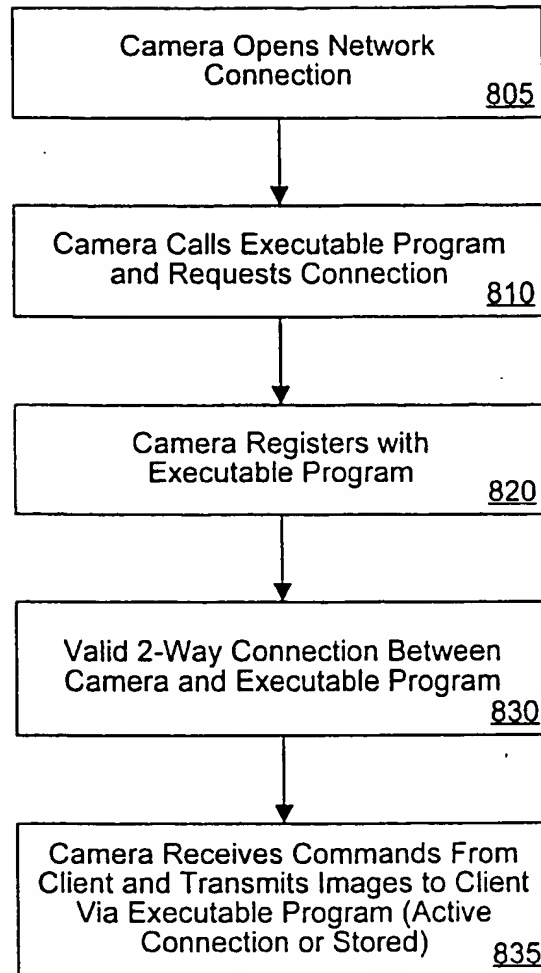 Camera Opens Network
Connection
805
Camera Calls Executable Program
and Requests Connection
810
Camera Registers with
Executable Program
820
Valid 2-Way Connection Between
Camera and Executable Program
830
Camera Receives Commands From
Client and Transmits Images to Client
Via Executable Program (Active
Connection or Stored)
835